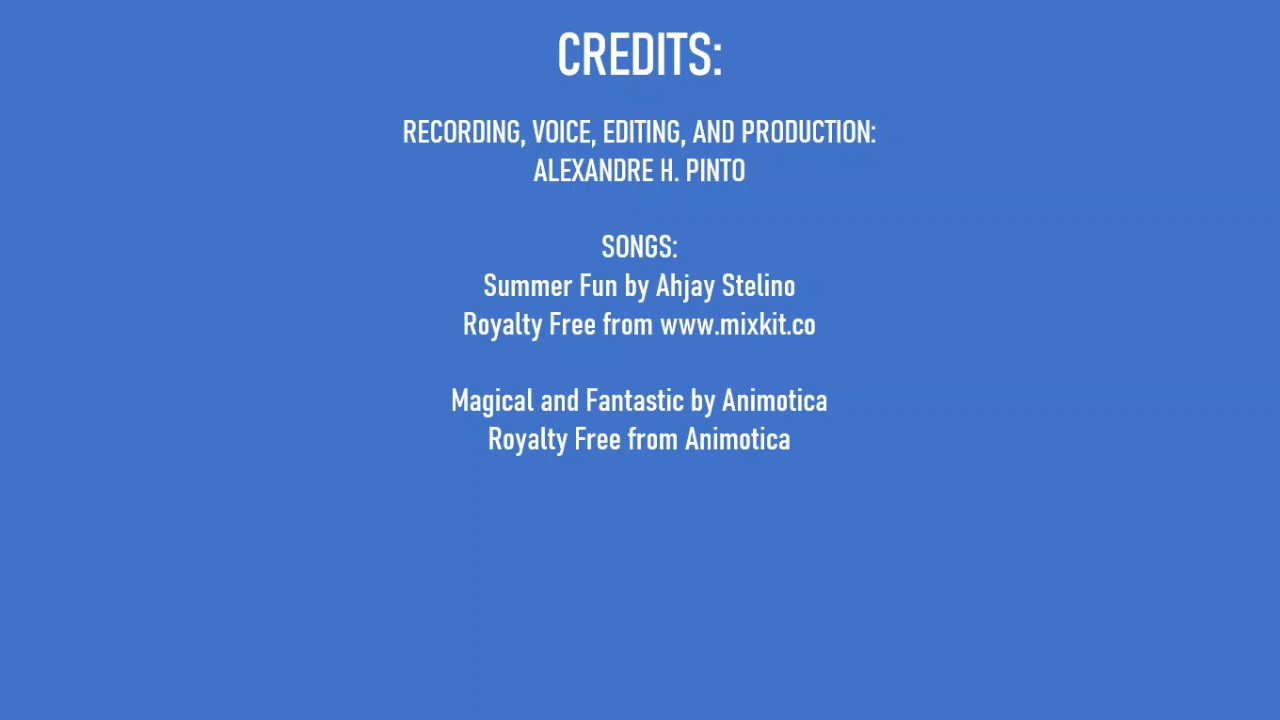 CREDITS:
RECORDING, VOICE, EDITING, AND PRODUCTION:
ALEXANDRE H. PINTO
SONGS:
Summer Fun by Ahjay Stelino
Royalty Free from www.mixkit.co
Magical and Fantastic by Animotica
Royalty Free from Animotica